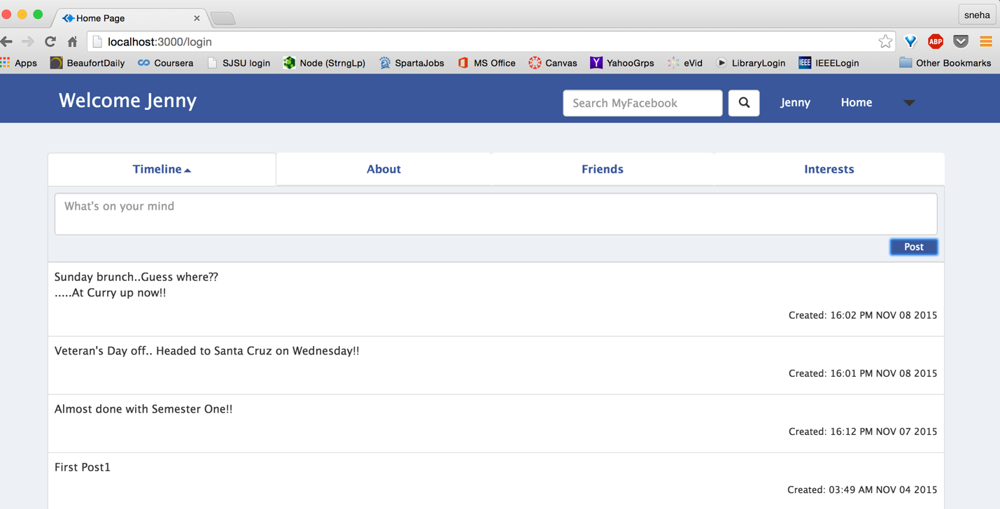 Home Page
sneha
localhost:3000/login
ABP
Apps BeaufortDaily Coursera SJSU login Node (StrngLp) SpartaJobs MS Office Canvas YahooGrps eVid LibraryLogin IEEE IEEELogin Other Bookmarks
Welcome Jenny
Search MyFacebook
Jenny Home
Timeline About Friends Interests
What's on your mind
Post
Sunday brunch..Guess where??
.....At Curry up now!!
Created: 16:02 PM NOV 08 2015
Veteran's Day off.. Headed to Santa Cruz on Wednesday!!
Created: 16:01 PM NOV 08 2015
Almost done with Semester One!!
Created: 16:12 PM NOV 07 2015
First Post1
Created: 03:49 AM NOV 04 2015